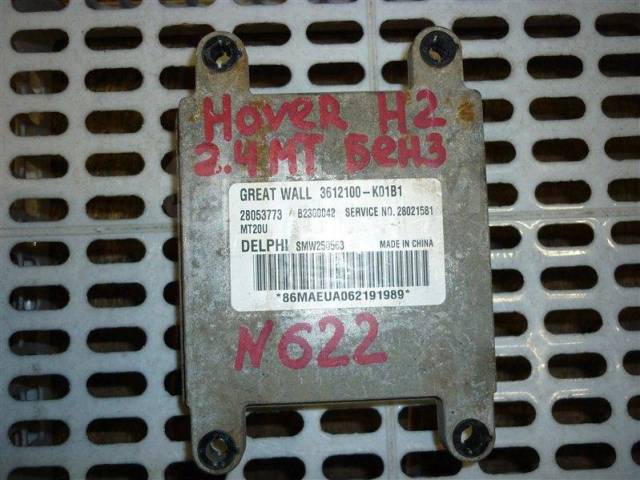 Hover H2
2.4 МТ Бенз
GREAT WALL 3612100-K01B1
28053773 / B2300042 SERVICE NO. 28021581
MT20U
DELPHI SMW250563 MADE IN CHINA
*86MAEUA062191989*
N622